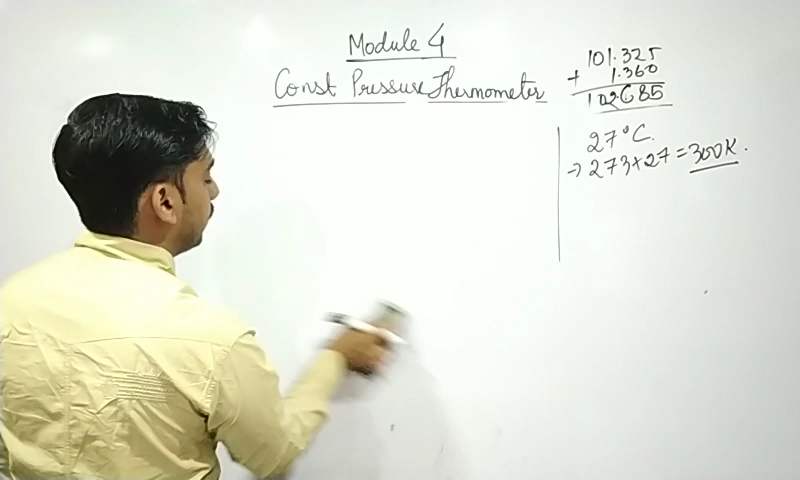 Module 4
Const Pressure Thermometer
101.325
+ 1.360
102.685
27°C.
→ 273+27 = 300K.